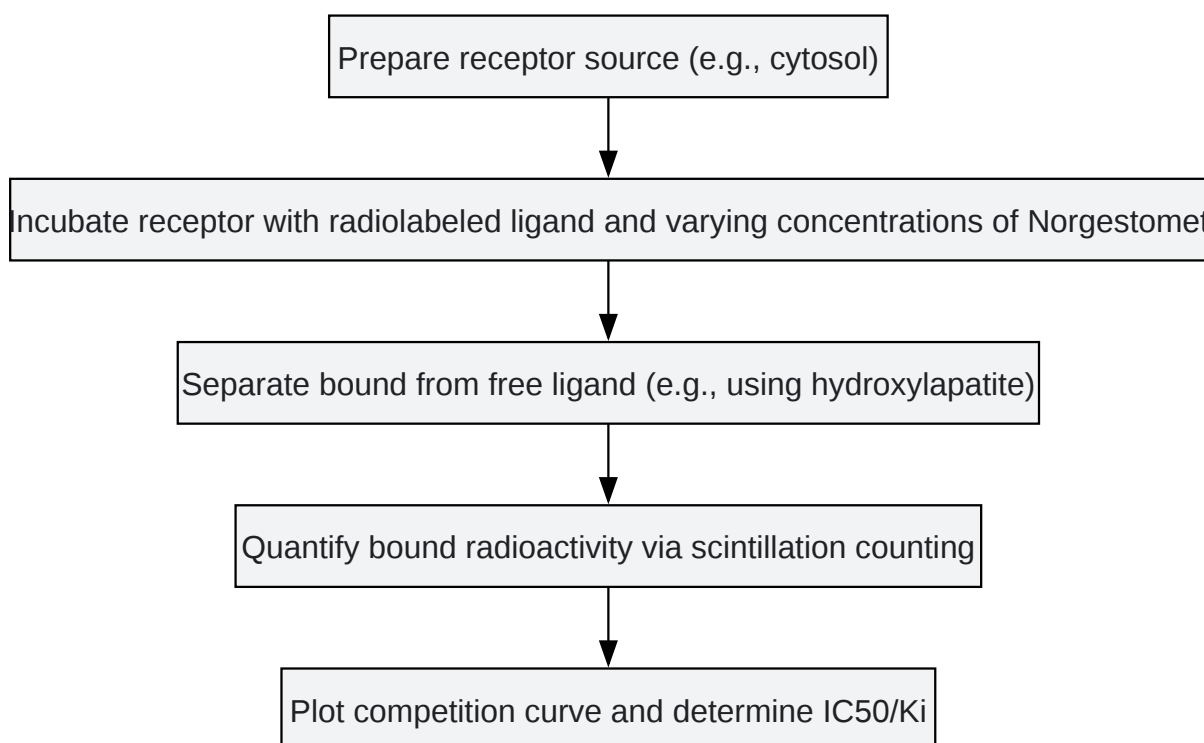 Prepare receptor source (e.g., cytosol)
Incubate receptor with radiolabeled ligand and varying concentrations of Norgestomet
Separate bound from free ligand (e.g., using hydroxylapatite)
Quantify bound radioactivity via scintillation counting
Plot competition curve and determine IC50/Ki